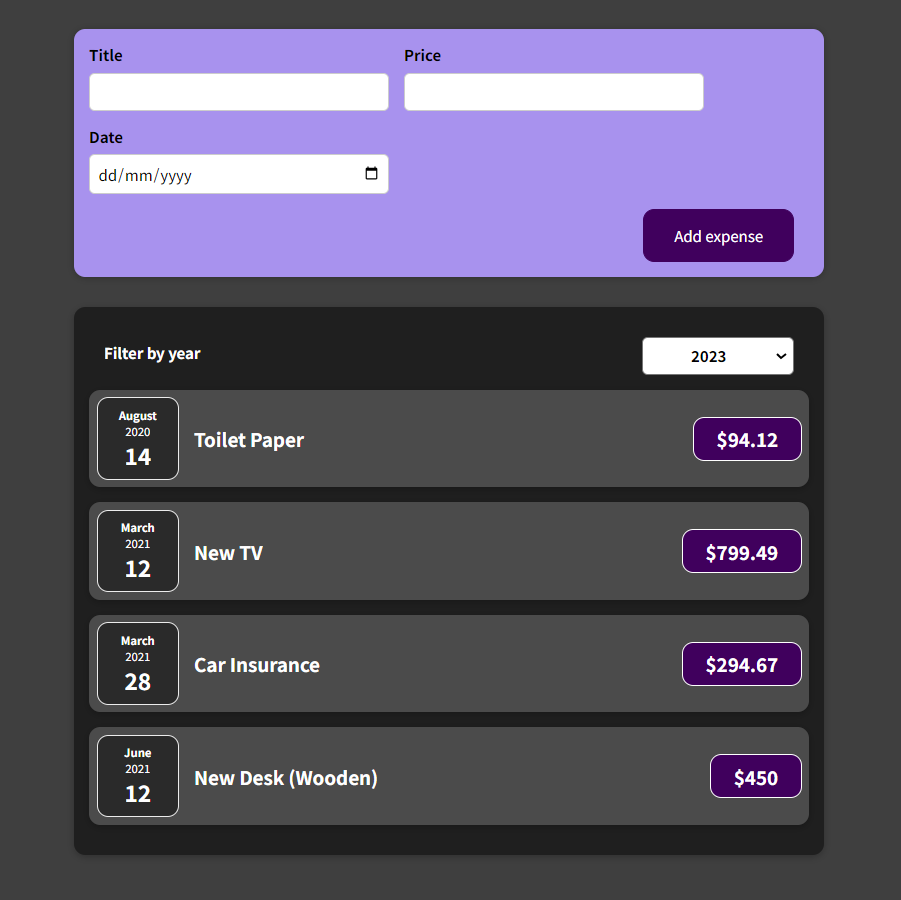 Title
Price
Date
dd/mm/yyyy
Add expense
Filter by year
2023
August
2020
14
Toilet Paper
$94.12
March
2021
12
New TV
$799.49
March
2021
28
Car Insurance
$294.67
June
2021
12
New Desk (Wooden)
$450